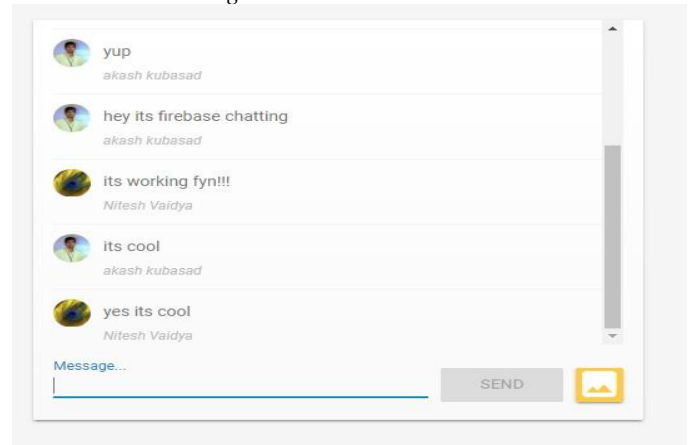 yup
akash kubasad
hey its firebase chatting
akash kubasad
its working fyn!!!
Nitesh Vaidya
its cool
akash kubasad
yes its cool
Nitesh Vaidya
Message...
SEND